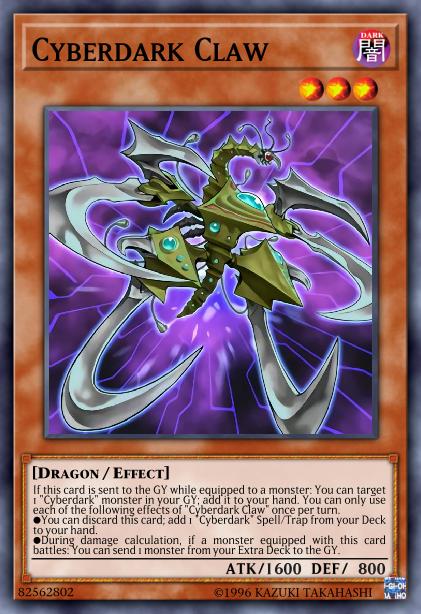 CYBERDARK CLAW
DARK
闇
[DRAGON / EFFECT]
If this card is sent to the GY while equipped to a monster: You can target
1 "Cyberdark" monster in your GY; add it to your hand. You can only use
each of the following effects of "Cyberdark Claw" once per turn.
●You can discard this card; add 1 "Cyberdark" Spell/Trap from your Deck
to your hand.
●During damage calculation, if a monster equipped with this card
battles: You can send 1 monster from your Extra Deck to the GY.
ATK/1600 DEF/ 800
82562802 ©1996 KAZUKI TAKAHASHI